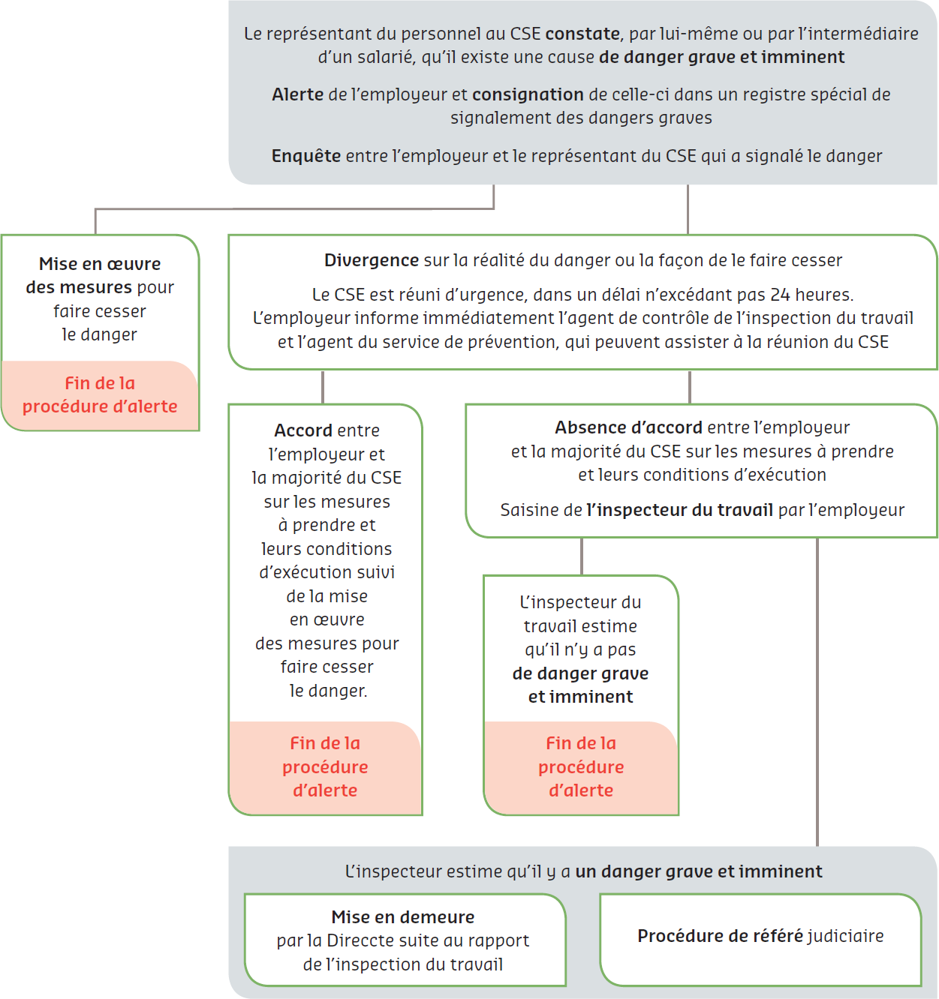 Le représentant du personnel au CSE constate, par lui-même ou par l’intermédiaire
d’un salarié, qu’il existe une cause de danger grave et imminent
Alerte de l’employeur et consignation de celle-ci dans un registre spécial de
signalement des dangers graves
Enquête entre l’employeur et le représentant du CSE qui a signalé le danger
Mise en œuvre
des mesures pour
faire cesser
le danger
Fin de la
procédure d’alerte
Divergence sur la réalité du danger ou la façon de le faire cesser
Le CSE est réuni d’urgence, dans un délai n’excédant pas 24 heures.
L’employeur informe immédiatement l’agent de contrôle de l’inspection du travail
et l’agent du service de prévention, qui peuvent assister à la réunion du CSE
Accord entre
l’employeur et
la majorité du CSE
sur les mesures
à prendre et
leurs conditions
d’exécution suivi
de la mise
en œuvre
des mesures pour
faire cesser
le danger.
Fin de la
procédure
d’alerte
Absence d’accord entre l’employeur
et la majorité du CSE sur les mesures à prendre
et leurs conditions d’exécution
Saisine de l’inspecteur du travail par l’employeur
L’inspecteur du
travail estime
qu’il n’y a pas
de danger grave
et imminent
Fin de la
procédure
d’alerte
L’inspecteur estime qu’il y a un danger grave et imminent
Mise en demeure
par la Direccte suite au rapport
de l’inspection du travail
Procédure de référé judiciaire